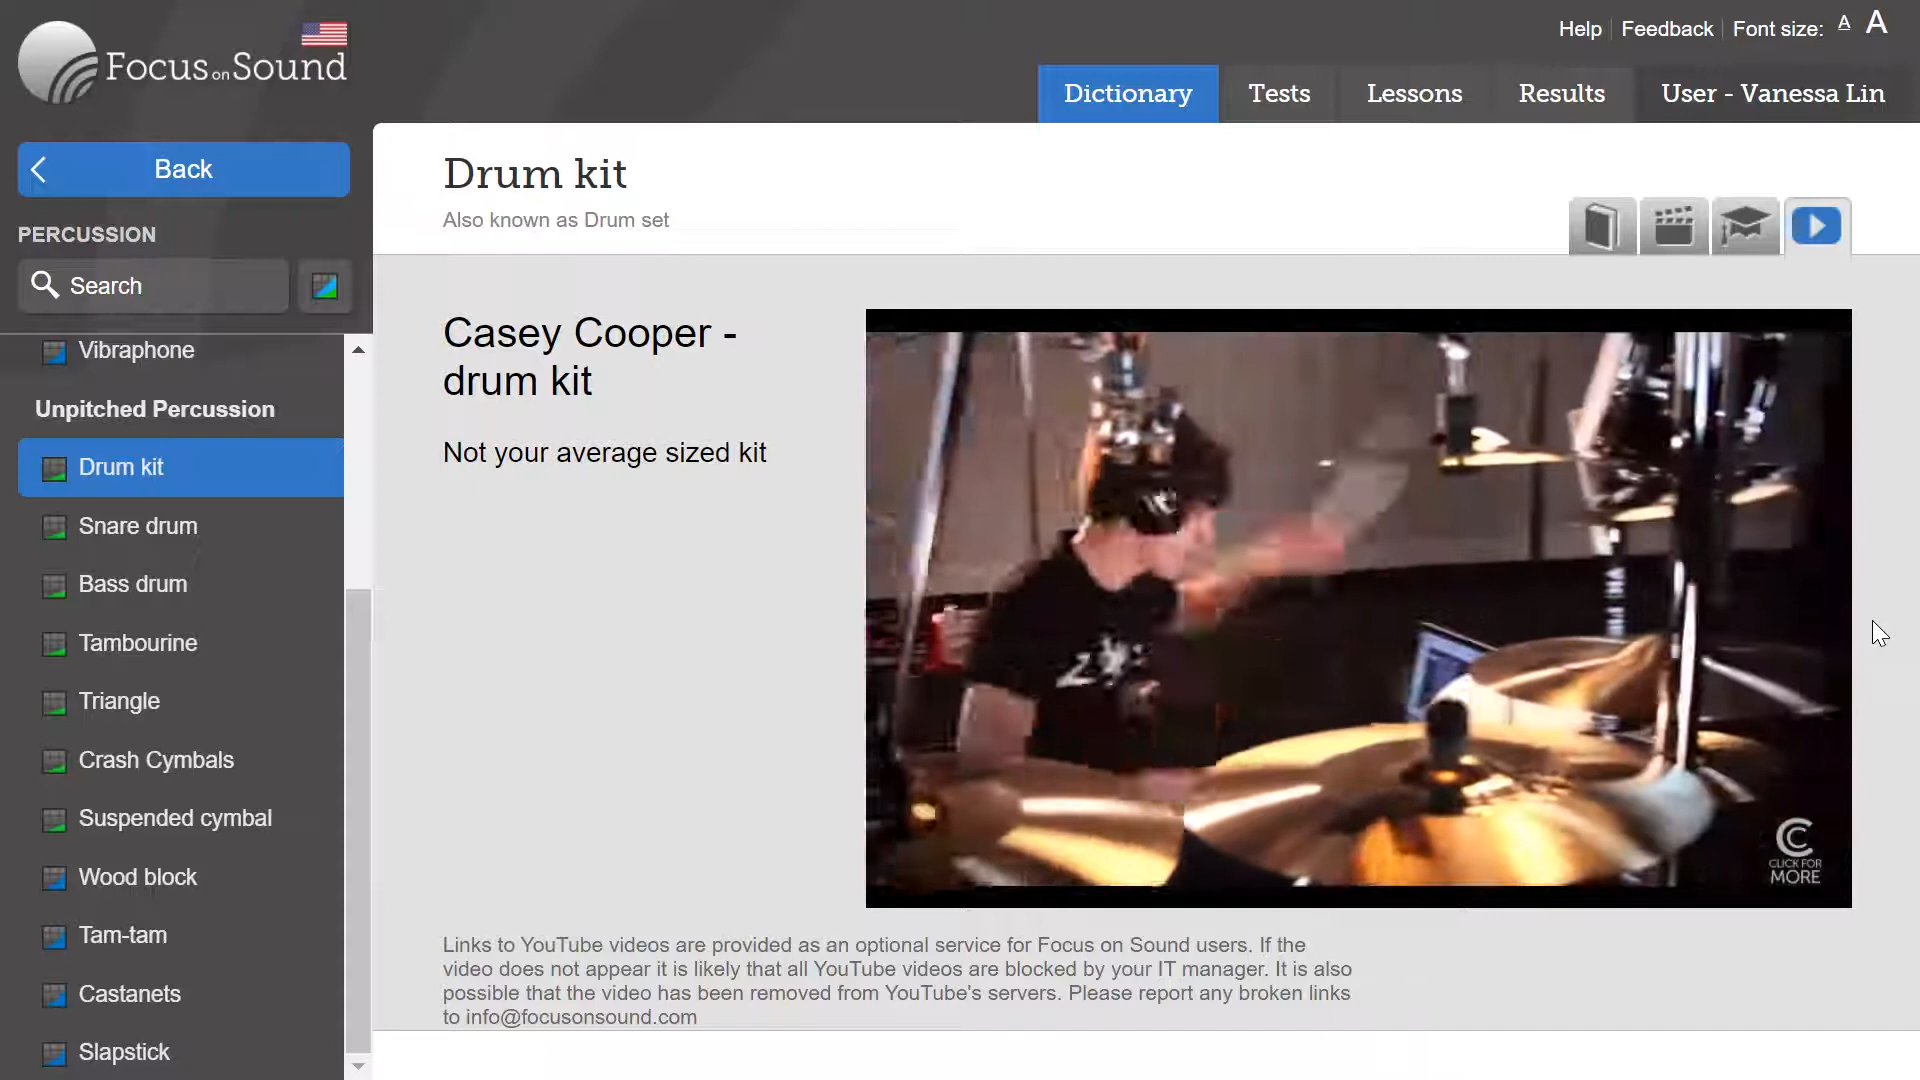 Focus on Sound
Help
Feedback
Font size: A A
Dictionary
Tests
Lessons
Results
User - Vanessa Lin
Back
PERCUSSION
Search
Vibraphone
Unpitched Percussion
Drum kit
Snare drum
Bass drum
Tambourine
Triangle
Crash Cymbals
Suspended cymbal
Wood block
Tam-tam
Castanets
Slapstick
Drum kit
Also known as Drum set
Casey Cooper -
drum kit
Not your average sized kit
CLICK FOR
MORE
Links to YouTube videos are provided as an optional service for Focus on Sound users. If the
video does not appear it is likely that all YouTube videos are blocked by your IT manager. It is also
possible that the video has been removed from YouTube's servers. Please report any broken links
to info@focusonsound.com